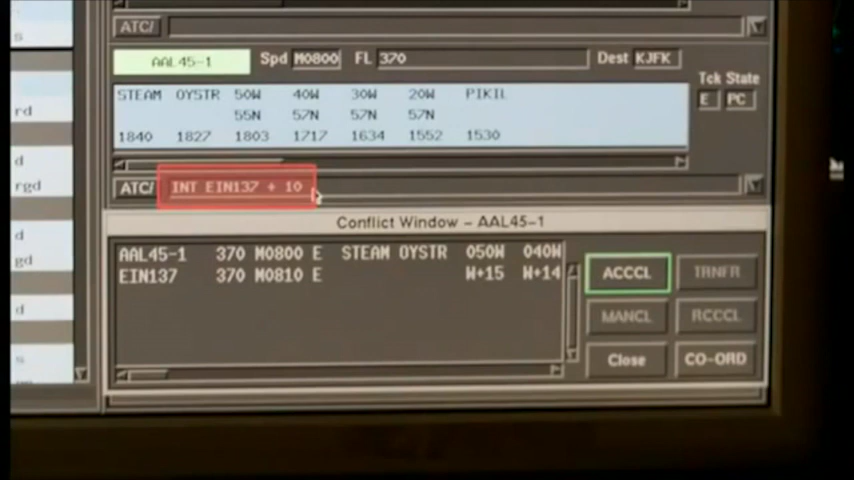 s
rd
d
rgd
d
gd
d
s
ATC/
AAL45-1 Spd M0800 FL 370 Dest KJFK
Tck State
E PC
STEAM OYSTR 50W 40W 30W 20W PIKIL
55N 57N 57N 57N
1840 1827 1803 1717 1634 1552 1530
ATC/ INT EIN137 + 10
Conflict Window - AAL45-1
AAL45-1 370 M0800 E STEAM OYSTR 050W 040W
EIN137 370 M0810 E W+15 W+14
ACCCL TRNFR
MANCL RCCCL
Close CO-ORD